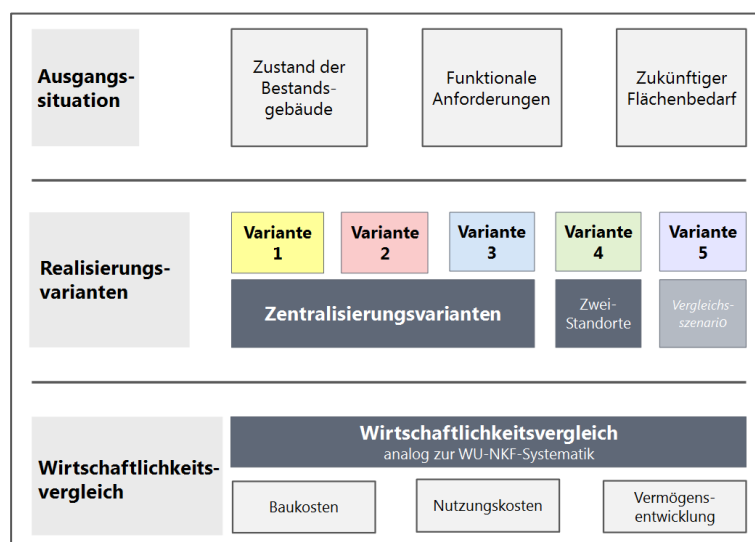 Ausgangs-
situation
Zustand der
Bestands-
gebäude
Funktionale
Anforderungen
Zukünftiger
Flächenbedarf
Realisierungs-
varianten
Variante
1
Variante
2
Variante
3
Variante
4
Variante
5
Zentralisierungsvarianten
Zwei-
Standorte
Vergleichs-
szenario
Wirtschaftlichkeits-
vergleich
Wirtschaftlichkeitsvergleich
analog zur WU-NKF-Systematik
Baukosten
Nutzungskosten
Vermögens-
entwicklung